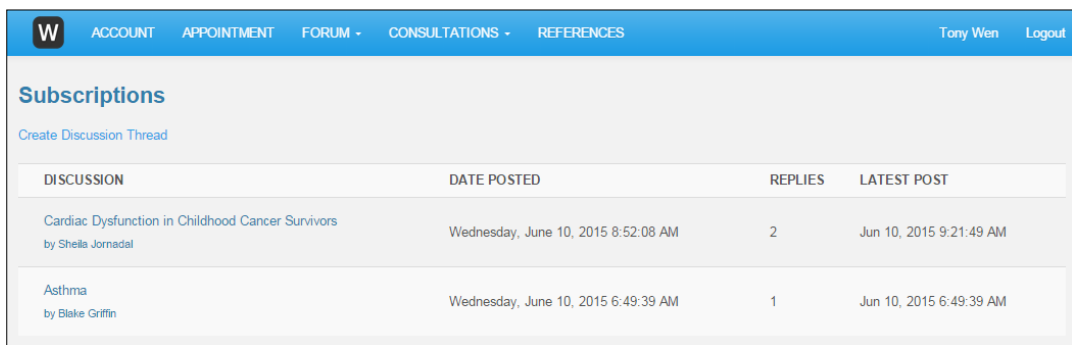 W ACCOUNT APPOINTMENT FORUM CONSULTATIONS REFERENCES Tony Wen Logout
Subscriptions
Create Discussion Thread
DISCUSSION DATE POSTED REPLIES LATEST POST
Cardiac Dysfunction in Childhood Cancer Survivors
by Sheila Jornadal
Wednesday, June 10, 2015 8:52:08 AM 2 Jun 10, 2015 9:21:49 AM
Asthma
by Blake Griffin
Wednesday, June 10, 2015 6:49:39 AM 1 Jun 10, 2015 6:49:39 AM